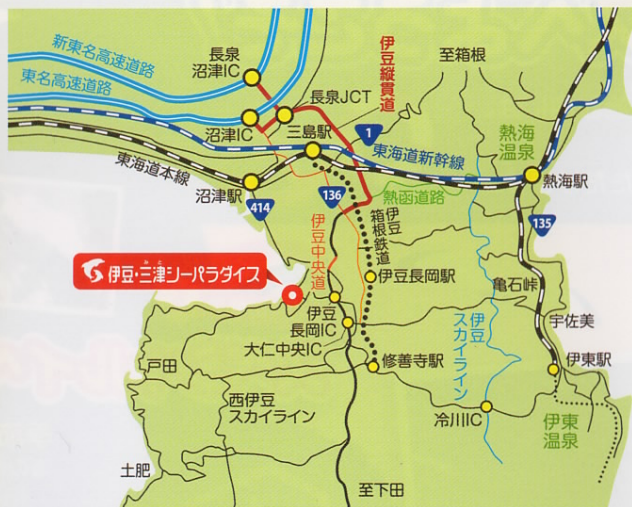 新東名高速道路
東名高速道路
長泉
沼津IC
長泉JCT
沼津IC
伊豆縦貫道
至箱根
1
三島駅
東海道新幹線
熱海
温泉
熱海駅
東海道本線
沼津駅
414
136
熱函道路
135
伊豆
箱根鉄道
伊豆中央道
みと
伊豆・三津シーパラダイス
伊豆長岡駅
亀石峠
伊豆
長岡IC
伊豆
スカイライン
宇佐美
大仁中央IC
戸田
修善寺駅
伊東駅
西伊豆
スカイライン
冷川IC
伊東
温泉
土肥
至下田